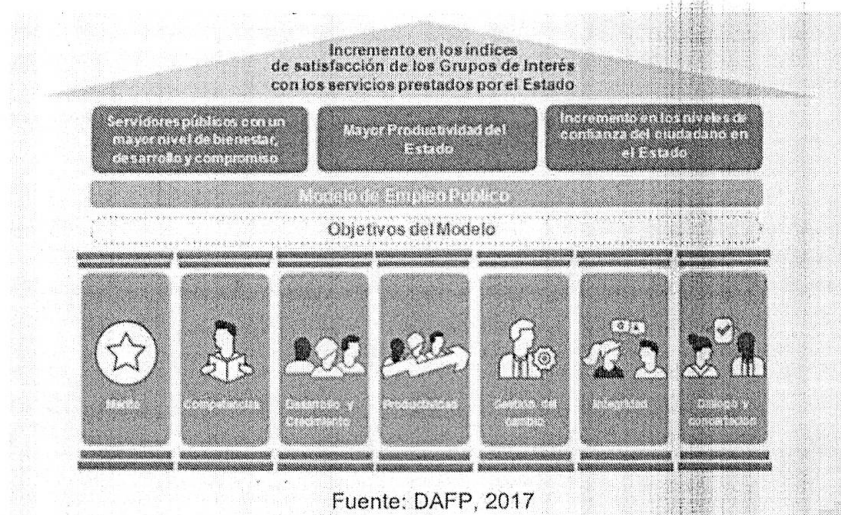 Incremento en los índices
de satisfacción de los Grupos de Interés
con los servicios prestados por el Estado
Servidores públicos con un
mayor nivel de bienestar,
desarrollo y compromiso
Mayor Productividad del
Estado
Incremento en los niveles de
confianza del ciudadano en
el Estado
Modelo de Empleo Público
Objetivos del Modelo
Mérito
Competencias
Desarrollo y
Crecimiento
Productividad
Gestión del
cambio
Integridad
Diálogo y
concertación
Fuente: DAFP, 2017